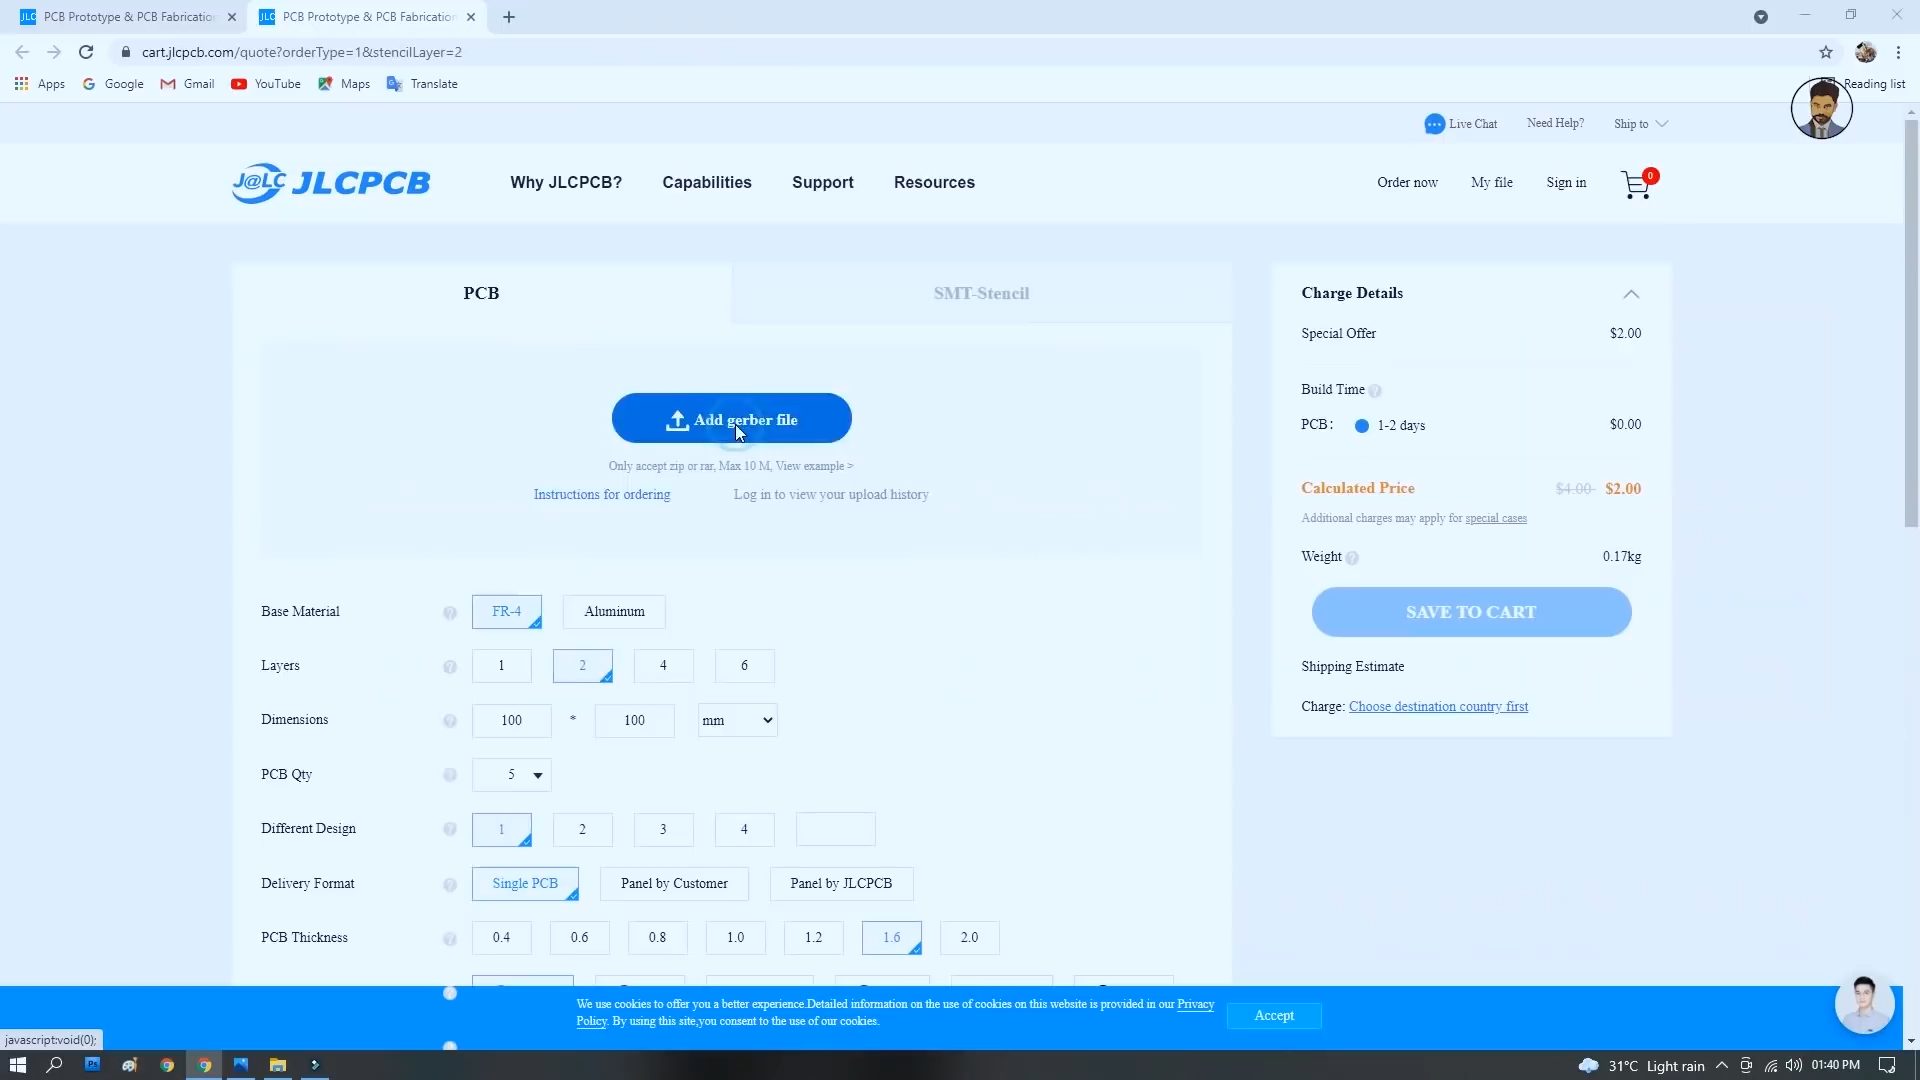 PCB Prototype & PCB Fabrication
PCB Prototype & PCB Fabrication
cart.jlcpcb.com/quote?orderType=1&stencilLayer=2
Apps
Google
Gmail
YouTube
Maps
Translate
Reading list
Live Chat
Need Help?
Ship to
J@LC JLCPCB
Why JLCPCB?
Capabilities
Support
Resources
Order now
My file
Sign in
0
PCB
SMT-Stencil
Add gerber file
Only accept zip or rar, Max 10 M, View example >
Instructions for ordering
Log in to view your upload history
Base Material
FR-4
Aluminum
Layers
1
2
4
6
Dimensions
100
*
100
mm
PCB Qty
5
Different Design
1
2
3
4
Delivery Format
Single PCB
Panel by Customer
Panel by JLCPCB
PCB Thickness
0.4
0.6
0.8
1.0
1.2
1.6
2.0
Charge Details
Special Offer
$2.00
Build Time
PCB:
1-2 days
$0.00
Calculated Price
$4.00
$2.00
Additional charges may apply for special cases
Weight
0.17kg
SAVE TO CART
Shipping Estimate
Charge: Choose destination country first
We use cookies to offer you a better experience.Detailed information on the use of cookies on this website is provided in our Privacy
Policy. By using this site,you consent to the use of our cookies.
Accept
javascript:void(0);
31°C Light rain
01:40 PM